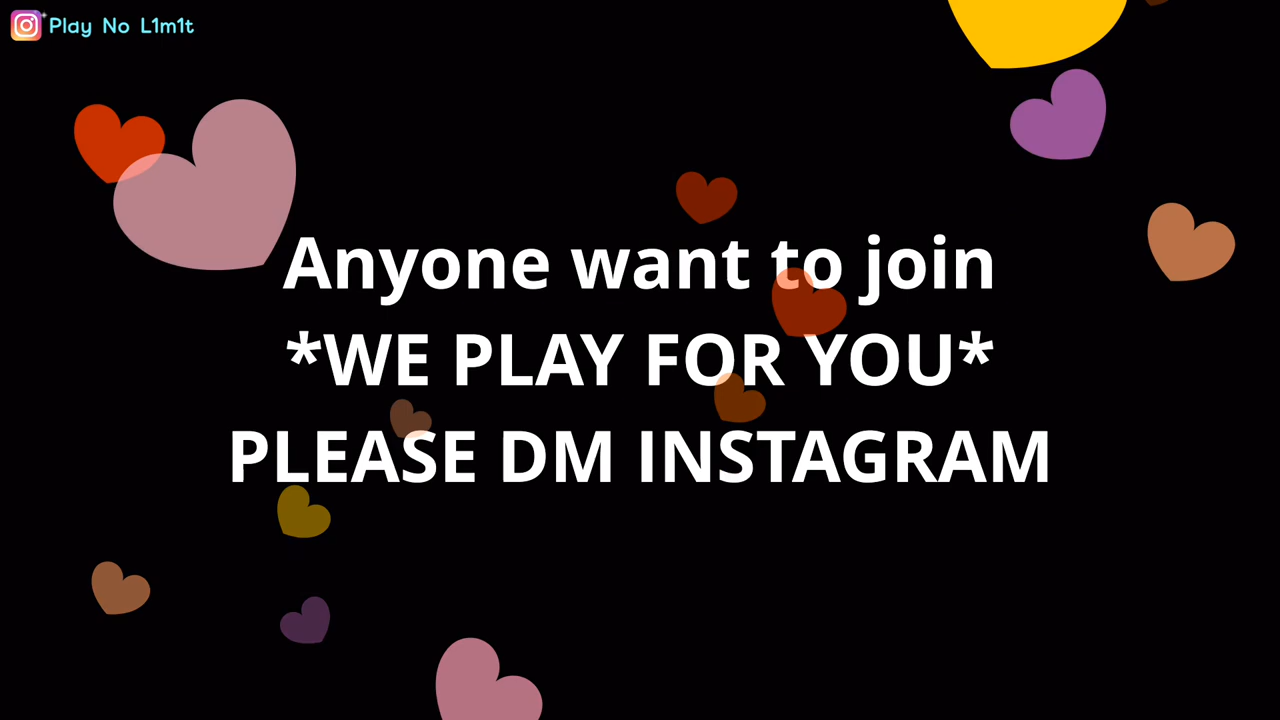 Play No L1m1t
Anyone want to join
*WE PLAY FOR YOU*
PLEASE DM INSTAGRAM